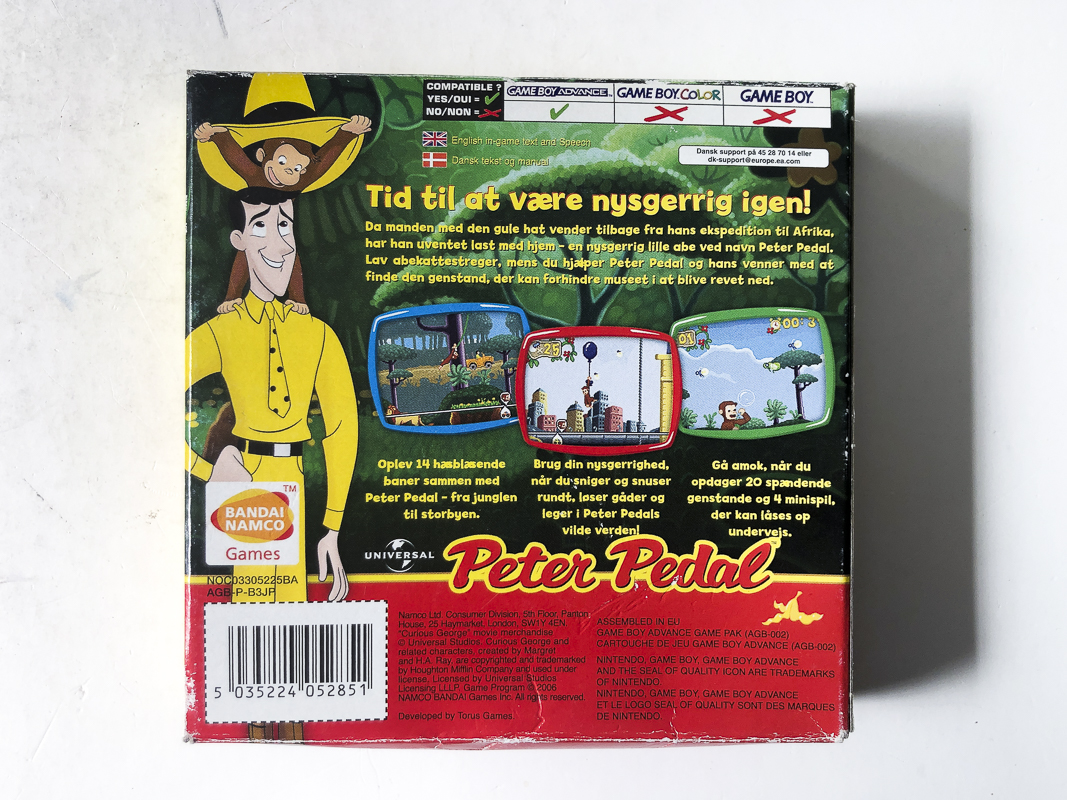 COMPATIBLE ?
YES/OUI =
NO/NON =
GAME BOY ADVANCE™
GAME BOY COLOR
GAME BOY.
English in-game text and Speech
Dansk tekst og manual
Dansk support på 45 28 70 14 eller
dk-support@europe.ea.com
Tid til at være nysgerrig igen!
Da manden med den gule hat vender tilbage fra hans ekspedition til Afrika,
har han uventet last med hjem – en nysgerrig lille abe ved navn Peter Pedal.
Lav abekattestreger, mens du hjælper Peter Pedal og hans venner med at
finde den genstand, der kan forhindre museet i at blive revet ned.
25
01
00: 3
Oplev 14 hæsblæsende
baner sammen med
Peter Pedal – fra junglen
til storbyen.
Brug din nysgerrighed,
når du sniger og snuser
rundt, løser gåder og
leger i Peter Pedals
vilde verden!
Gå amok, når du
opdager 20 spændende
genstande og 4 minispil,
der kan låses op
undervejs.
BANDAI
NAMCO
Games
TM
UNIVERSAL
Peter Pedal™
NOC03305225BA
AGB-P-B3JP
5 035224 052851
Namco Ltd. Consumer Division, 5th Floor, Panton
House, 25 Haymarket, London, SW1Y 4EN.
"Curious George" movie merchandise
© Universal Studios. Curious George and
related characters, created by Margret
and H.A. Rey, are copyrighted and trademarked
by Houghton Mifflin Company and used under
license. Licensed by Universal Studios
Licensing LLLP. Game Program © 2006
NAMCO BANDAI Games Inc. All rights reserved.
Developed by Torus Games.
ASSEMBLED IN EU
GAME BOY ADVANCE GAME PAK (AGB-002)
CARTOUCHE DE JEU GAME BOY ADVANCE (AGB-002)
NINTENDO, GAME BOY, GAME BOY ADVANCE
AND THE SEAL OF QUALITY ICON ARE TRADEMARKS
OF NINTENDO.
NINTENDO, GAME BOY, GAME BOY ADVANCE
ET LE LOGO SEAL OF QUALITY SONT DES MARQUES
DE NINTENDO.